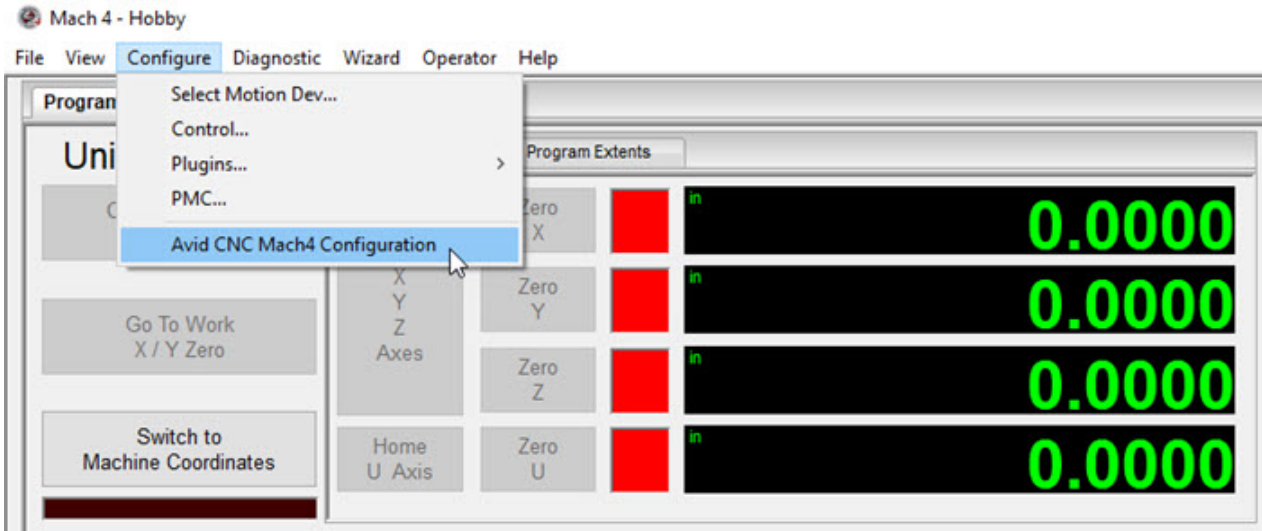 Mach 4 - Hobby
File View Configure Diagnostic Wizard Operator Help
Select Motion Dev...
Control...
Plugins...
PMC...
Avid CNC Mach4 Configuration
Program Extents
Zero
X
in
0.0000
X
Y
Z
Axes
Zero
Y
in
0.0000
Go To Work
X / Y Zero
Zero
Z
in
0.0000
Switch to
Machine Coordinates
Home
U Axis
Zero
U
in
0.0000